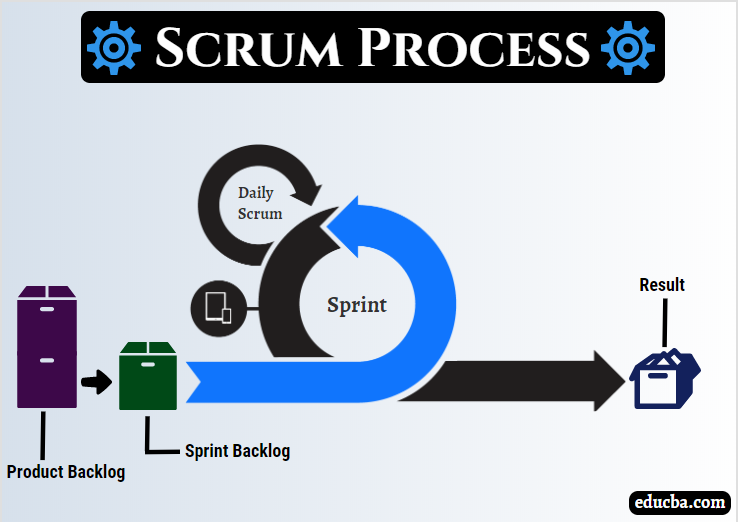 SCRUM PROCESS
Daily
Scrum
Sprint
Result
Sprint Backlog
Product Backlog
educba.com